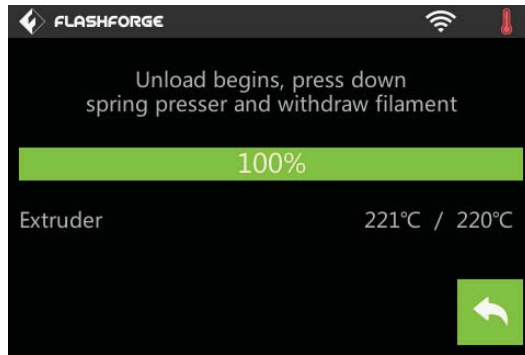 FLASHFORGE
Unload begins, press down
spring presser and withdraw filament
100%
Extruder 221℃ / 220℃